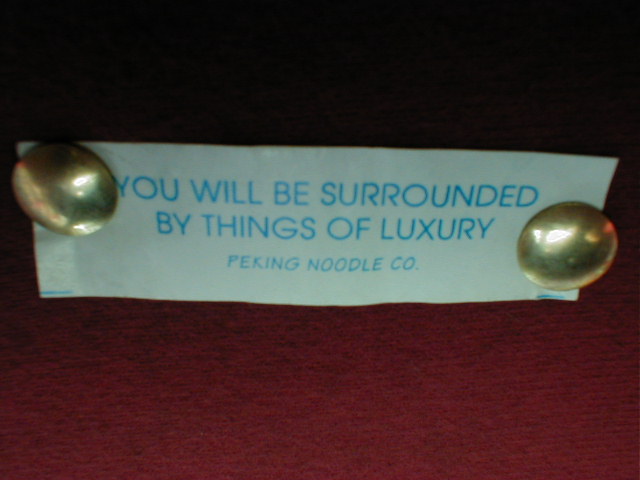 YOU WILL BE SURROUNDED
BY THINGS OF LUXURY
PEKING NOODLE CO.